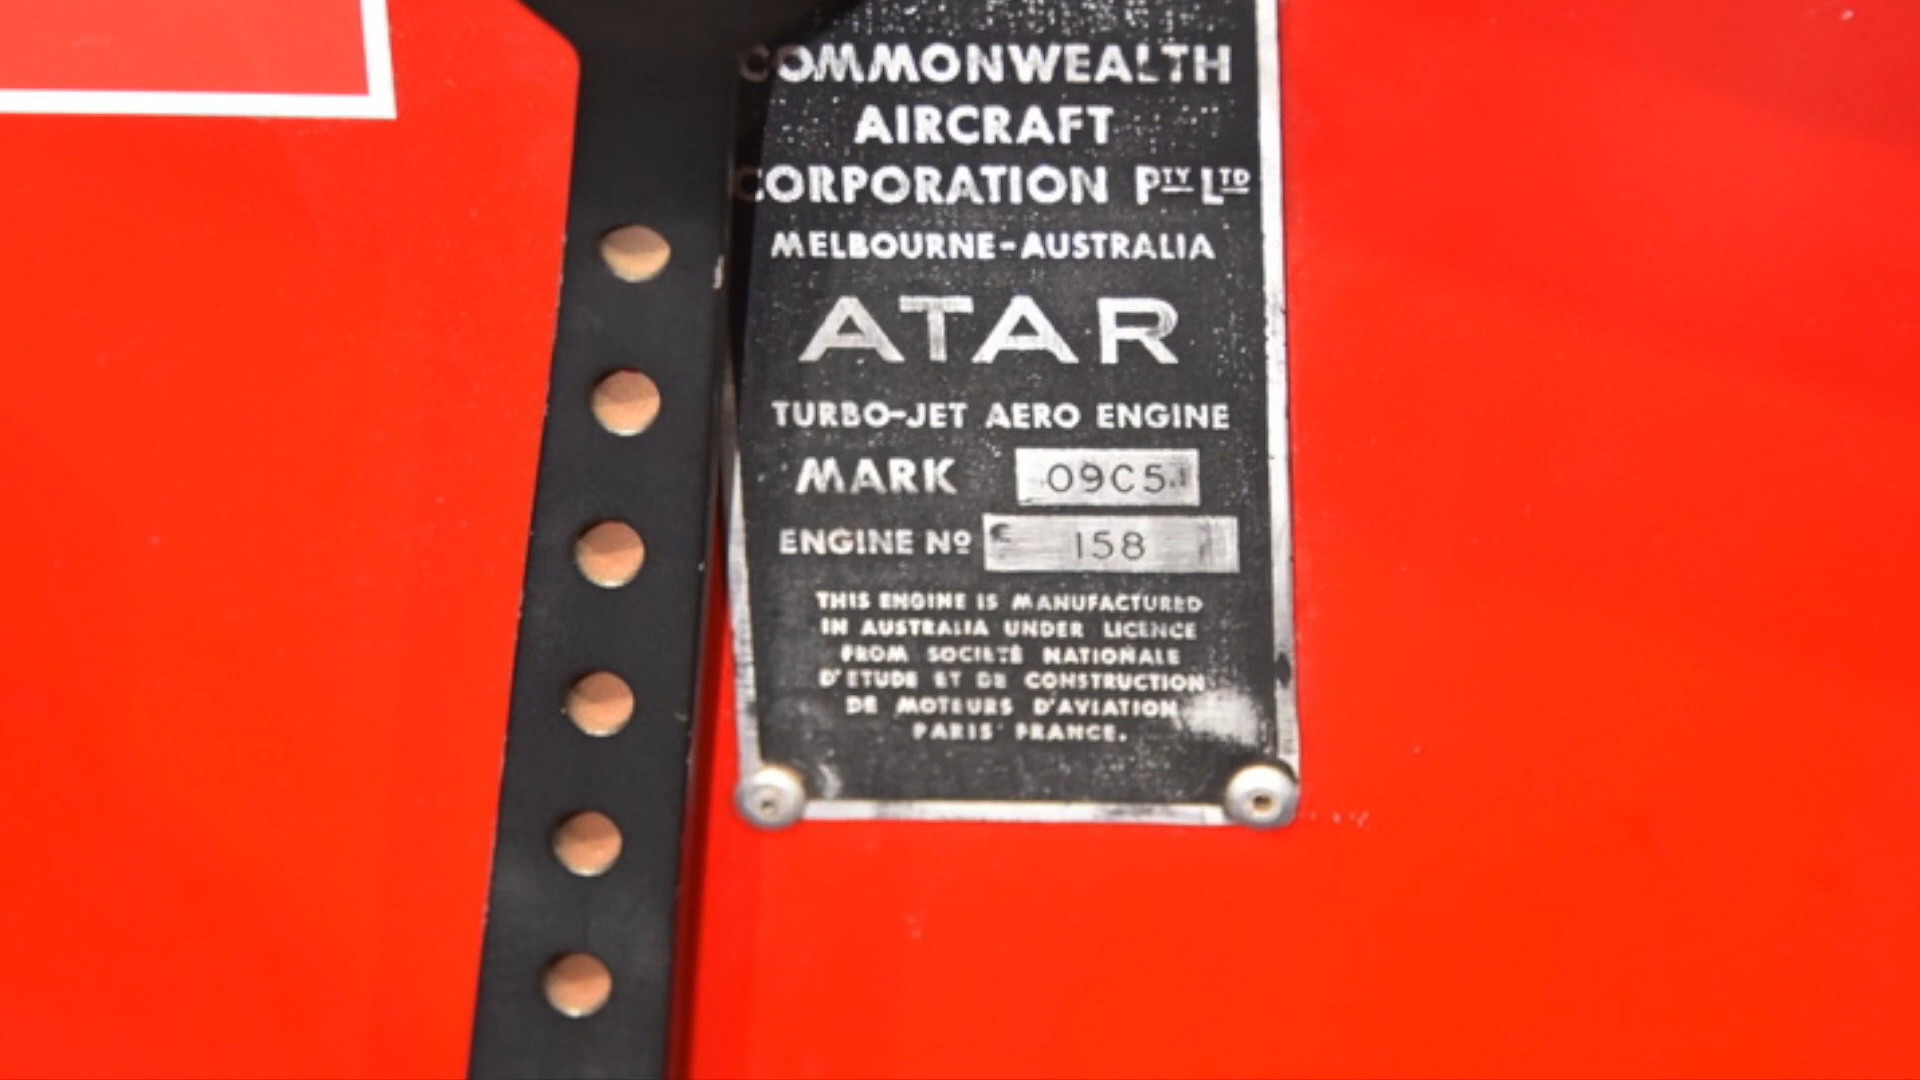 COMMONWEALTH
AIRCRAFT
CORPORATION PTY LTD
MELBOURNE-AUSTRALIA
ATAR
TURBO-JET AERO ENGINE
MARK 09C5
ENGINE Nº 158
THIS ENGINE IS MANUFACTURED
IN AUSTRALIA UNDER LICENCE
FROM SOCIETÉ NATIONALE
D'ETUDE ET DE CONSTRUCTION
DE MOTEURS D'AVIATION
PARIS FRANCE.